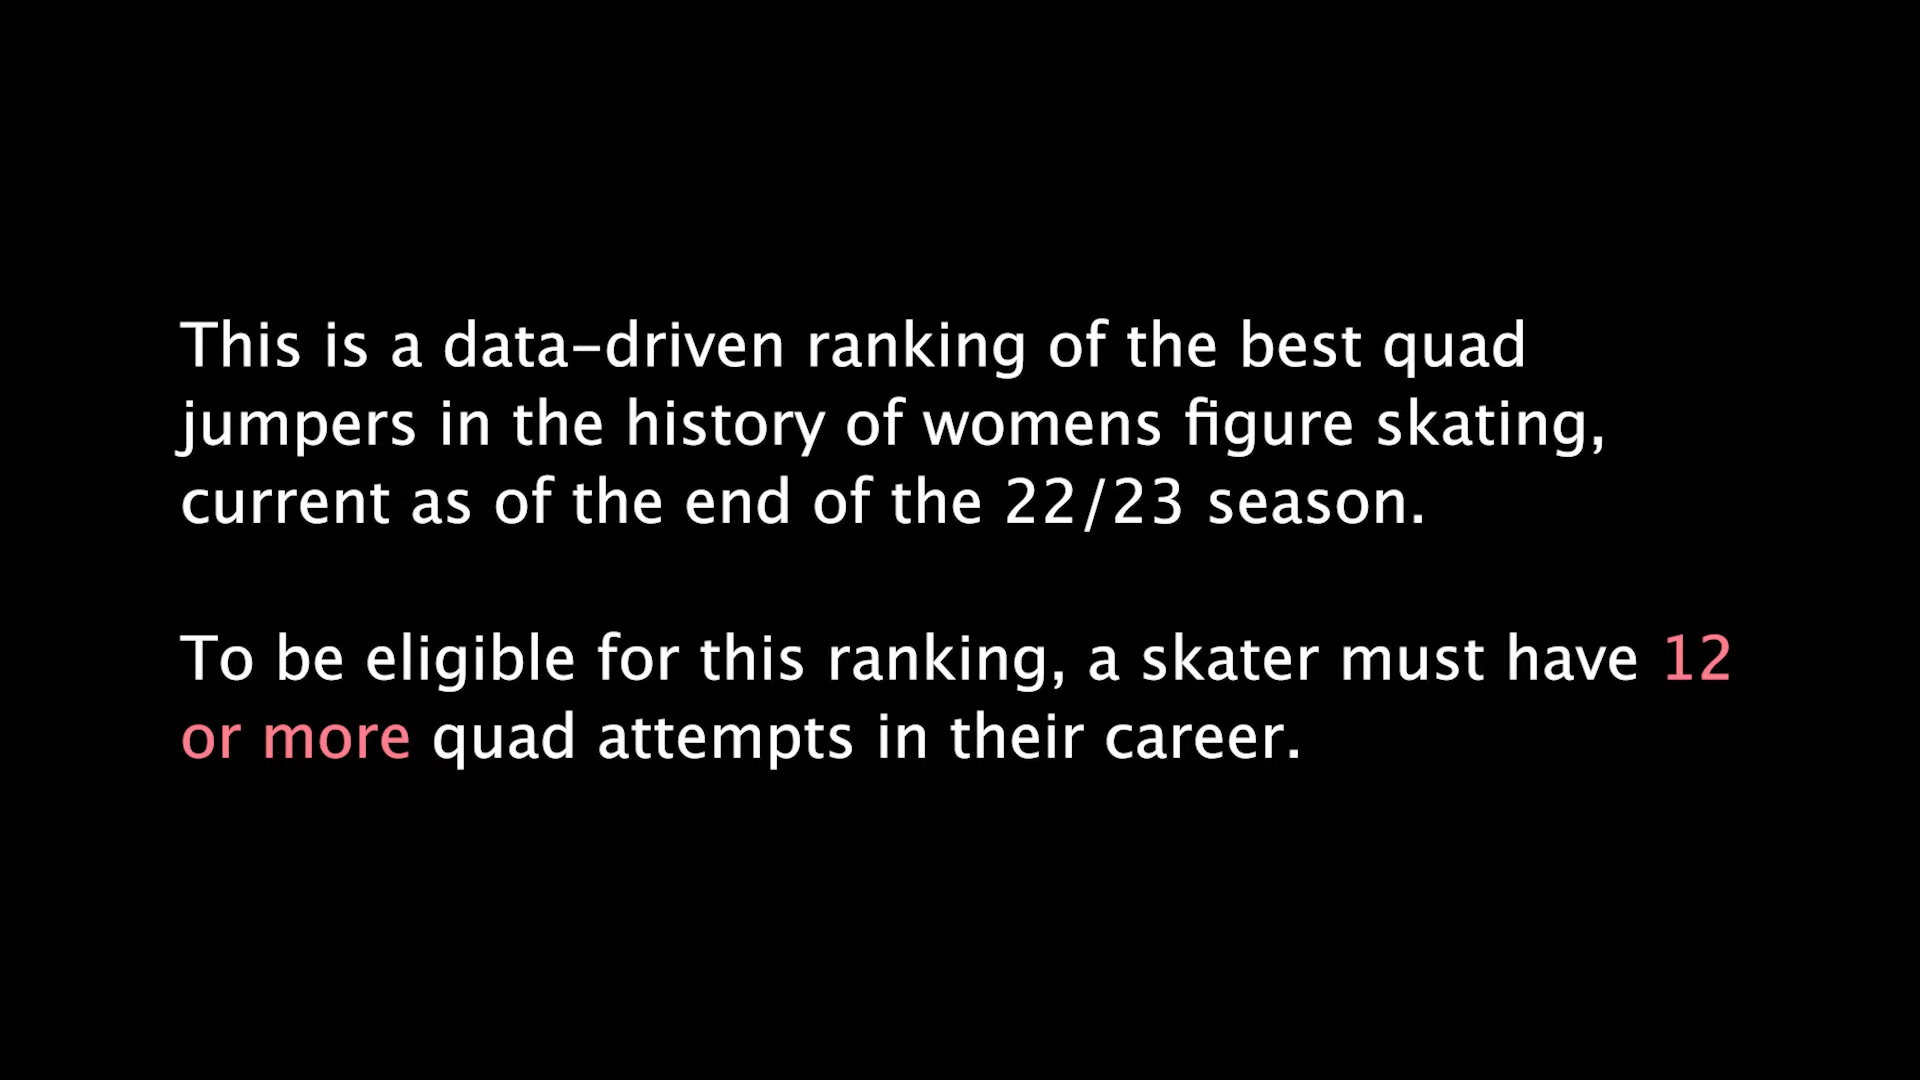 This is a data-driven ranking of the best quad
jumpers in the history of womens figure skating,
current as of the end of the 22/23 season.
To be eligible for this ranking, a skater must have 12
or more quad attempts in their career.